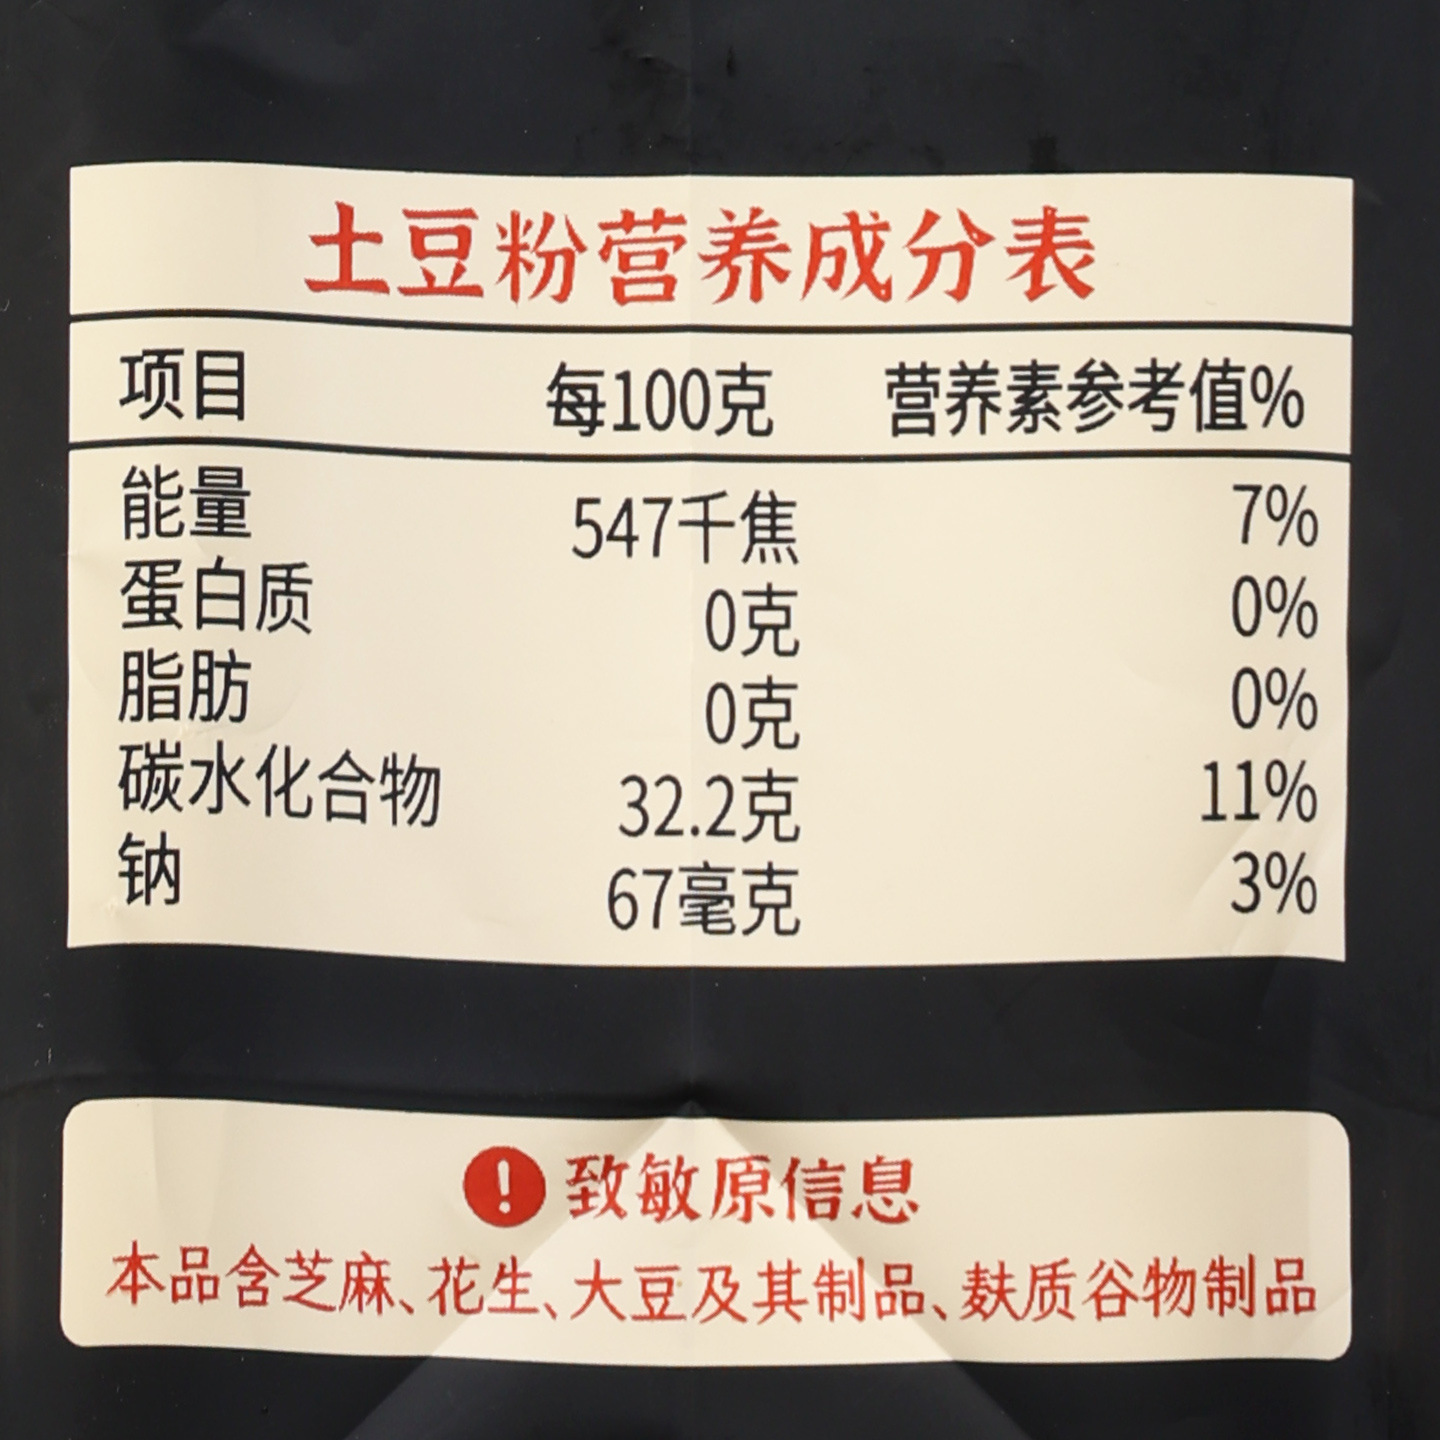 土豆粉营养成分表
项目 每100克 营养素参考值%
能量 547千焦 7%
蛋白质 0克 0%
脂肪 0克 0%
碳水化合物 32.2克 11%
钠 67毫克 3%
! 致敏原信息
本品含芝麻、花生、大豆及其制品、麸质谷物制品